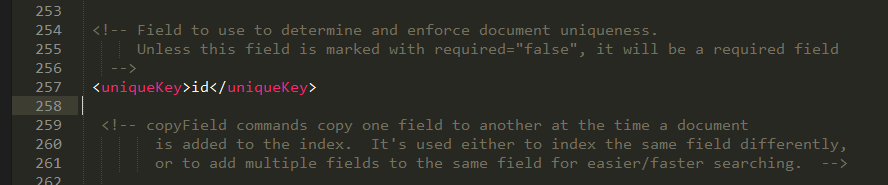 253
254 <!-- Field to use to determine and enforce document uniqueness.
255 Unless this field is marked with required="false", it will be a required field
256 -->
257 <uniqueKey>id</uniqueKey>
258
259 <!-- copyField commands copy one field to another at the time a document
260 is added to the index.  It's used either to index the same field differently,
261 or to add multiple fields to the same field for easier/faster searching.  -->
262